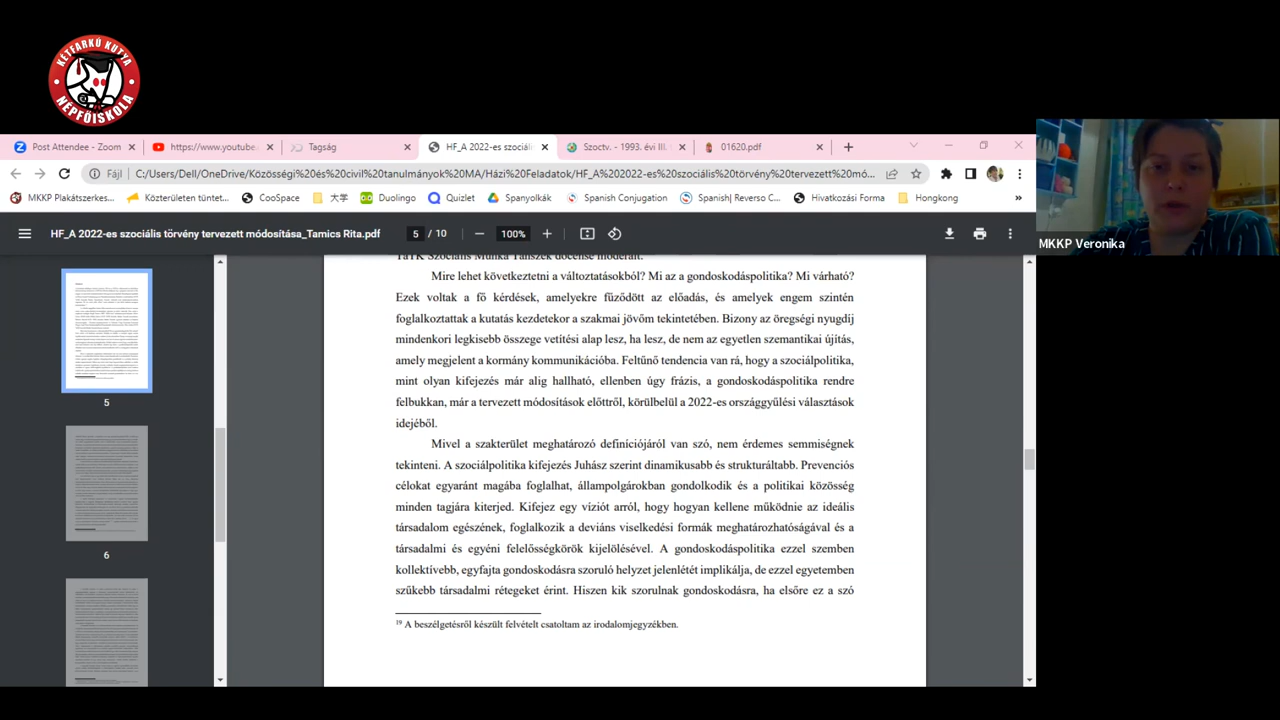 KÉTFARKÚ KUTYA
NÉPFŐISKOLA
Post Attendee - Zoom
https://www.youtube.
Tagság
HF_A 2022-es szociál
Szoctv. - 1993. évi III.
01620.pdf
Fájl
C:/Users/Dell/OneDrive/Közösségi%20és%20civil%20tanulmányok%20MA/Házi%20Feladatok/HF_A%202022-es%20szociális%20törvény%20tervezett%20mó...
MKKP Plakátszerkes...
Közterületen tüntet...
CooSpace
大学
Duolingo
Quizlet
Spanyolkák
Spanish Conjugation
Spanish| Reverso C...
Hivatkozási Forma
Hongkong
»
HF_A 2022-es szociális törvény tervezett módosítása_Tamics Rita.pdf
5 / 10
100%
MKKP Veronika
TáTK Szociális Munka Tanszék docense moderált.
Mire lehet következtetni a változtatásokból? Mi az a gondoskodáspolitika? Mi várható?
Ezek voltak a fő kérdések, amelyekre fűződött az előadás, és amelyek engem szintén
foglalkoztattak a kutatás elkezdésekor a szakmai jövőm tekintetében. Bizony az öregségi nyugdíj
mindenkori legkisebb összege vetítési alap lesz, ha lesz, de nem az egyetlen szemantikai újítás,
amely megjelent a kormány kommunikációba. Feltűnő tendencia van rá, hogy a szociálpolitika,
mint olyan kifejezés már alig hallható, ellenben úgy frázis, a gondoskodáspolitika rendre
felbukkan, már a tervezett módosítások előttről, körülbelül a 2022-es országgyűlési választások
idejéből.
Mivel a szakterület meghatározó definíciójáról van szó, nem érdemes semmiségnek
tekinteni. A szociálpolitika kifejezés Juhász szerint dinamikusabb és strukturáltabb. Prevenciós
célokat egyaránt magába foglalhat, állampolgárokban gondolkodik és a politikai közösség
minden tagjára kiterjed. Kifejez egy víziót arról, hogy hogyan kellene működnie az ideális
társadalom egészének, foglalkozik a deviáns viselkedési formák meghatározhatóságával és a
társadalmi és egyéni felelősségkörök kijelölésével. A gondoskodáspolitika ezzel szemben
kollektívebb, egyfajta gondoskodásra szoruló helyzet jelenlétét implikálja, de ezzel egyetemben
szűkebb társadalmi rétegeket érint. Hiszen kik szorulnak gondoskodásra, ha elsőre ez a szó
19 A beszélgetésről készült felvételt csatoltam az irodalomjegyzékben.
5
6